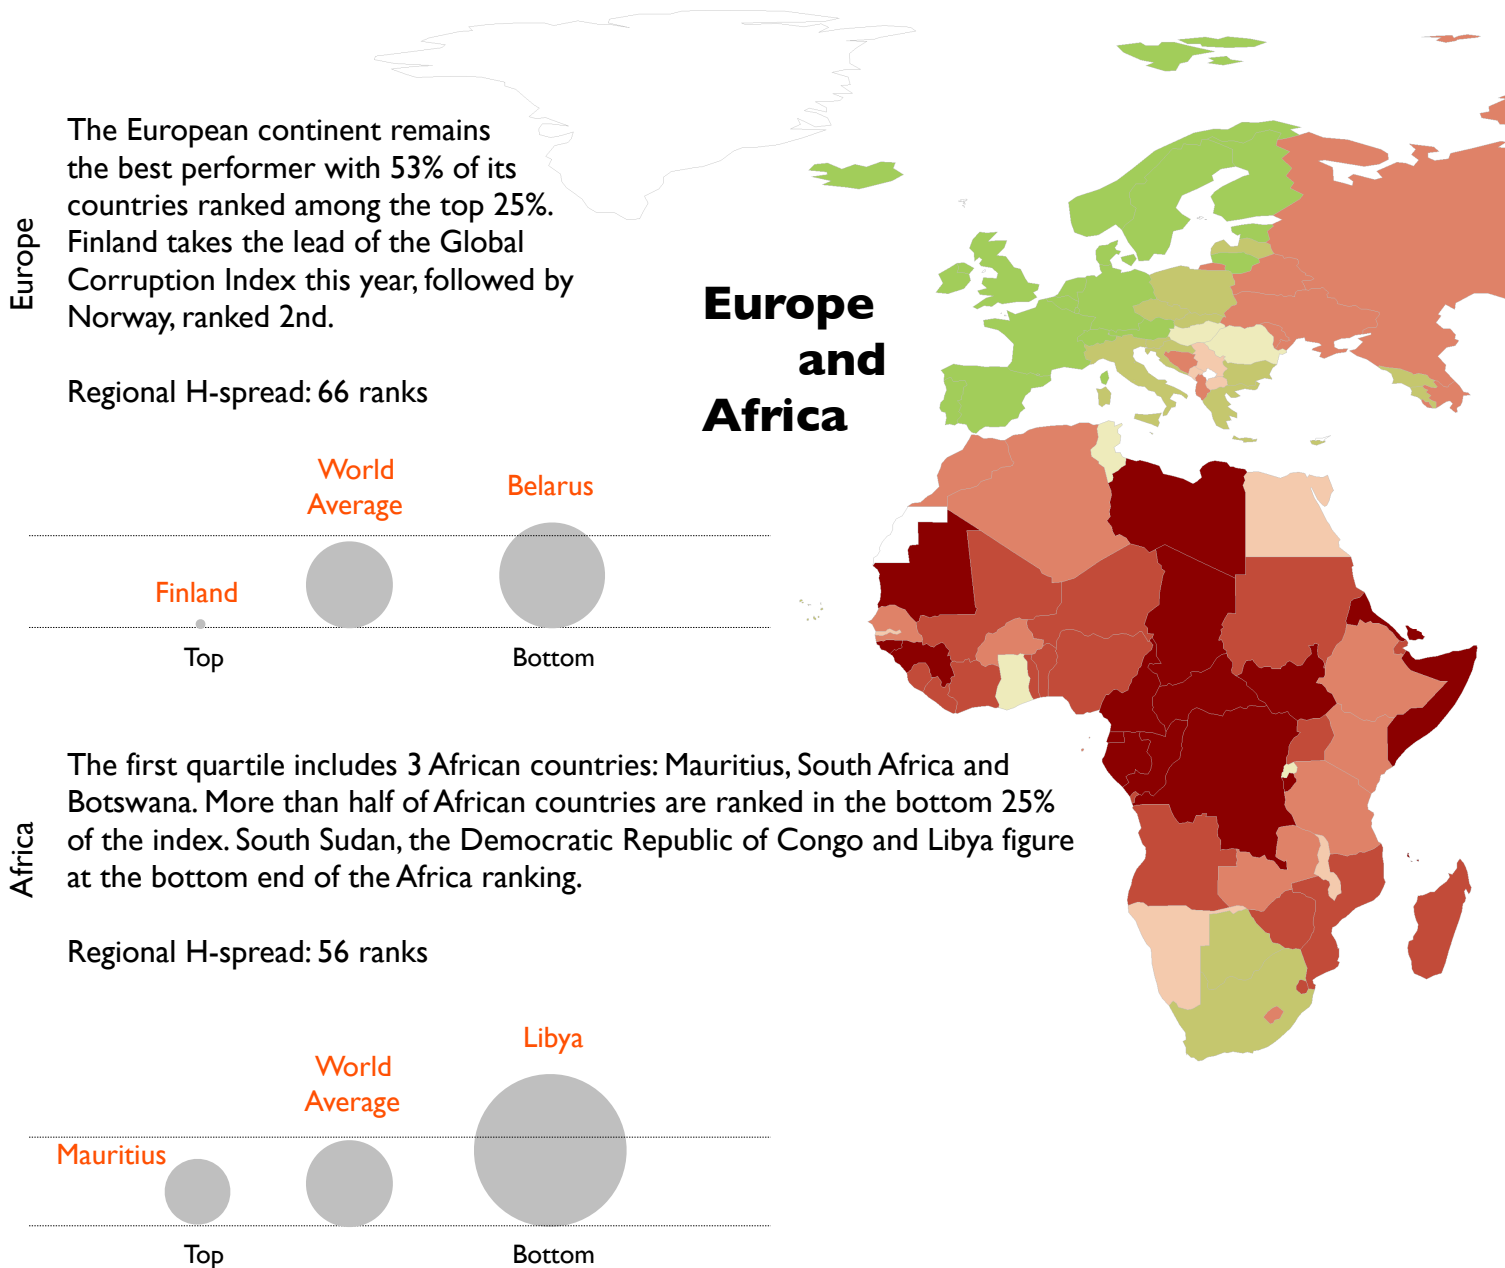 Europe
The European continent remains
the best performer with 53% of its
countries ranked among the top 25%.
Finland takes the lead of the Global
Corruption Index this year, followed by
Norway, ranked 2nd.
Regional H-spread: 66 ranks
Europe
and
Africa
World
Average
Belarus
Finland
Top
Bottom
Africa
The first quartile includes 3 African countries: Mauritius, South Africa and
Botswana. More than half of African countries are ranked in the bottom 25%
of the index. South Sudan, the Democratic Republic of Congo and Libya figure
at the bottom end of the Africa ranking.
Regional H-spread: 56 ranks
Libya
World
Average
Mauritius
Top
Bottom